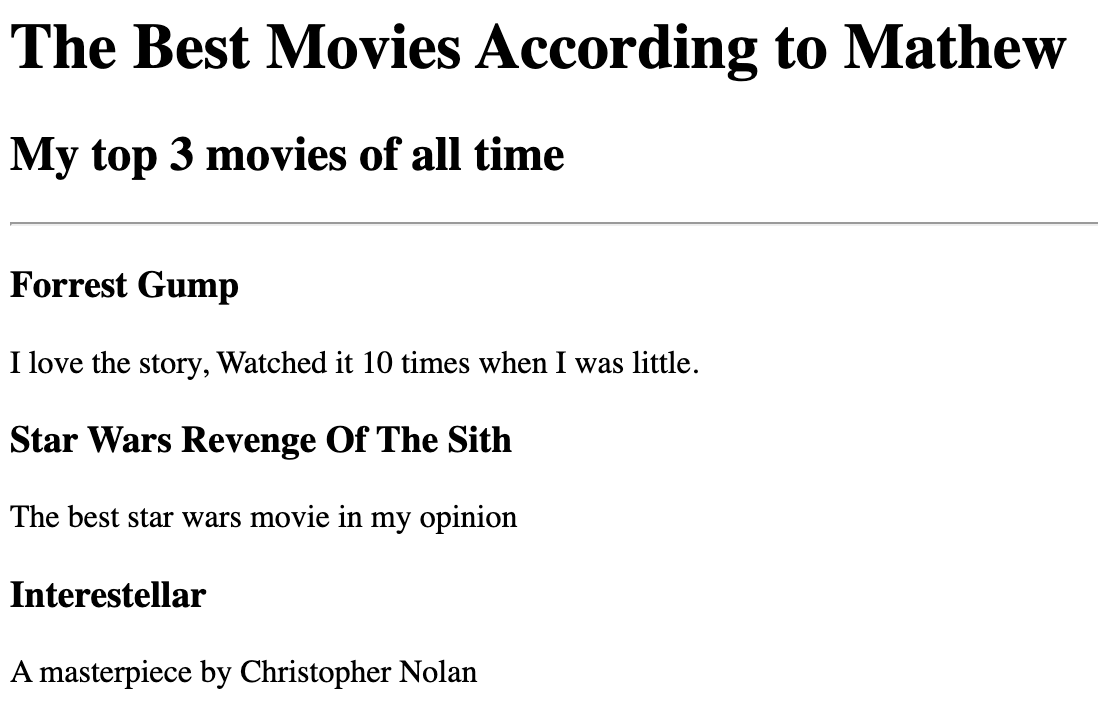 The Best Movies According to Mathew
My top 3 movies of all time
Forrest Gump
I love the story, Watched it 10 times when I was little.
Star Wars Revenge Of The Sith
The best star wars movie in my opinion
Interestellar
A masterpiece by Christopher Nolan